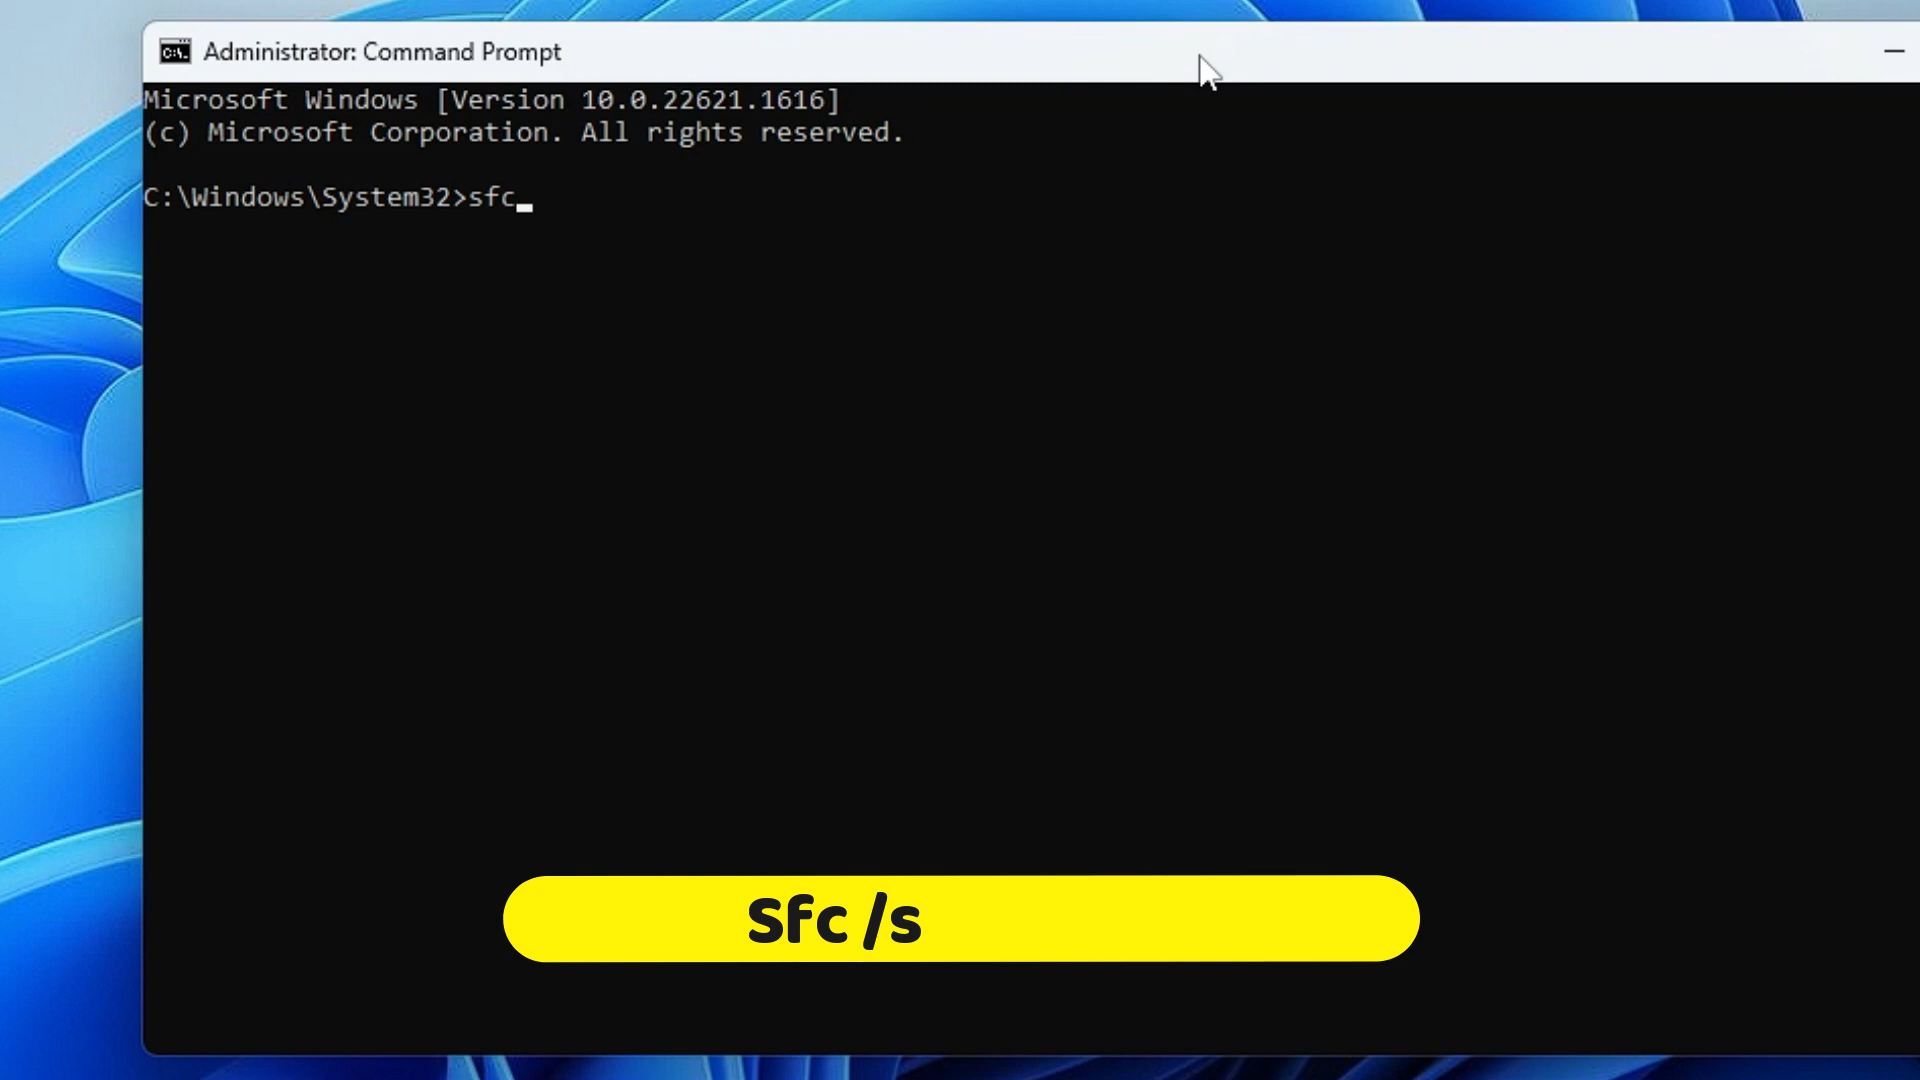 Administrator: Command Prompt
Microsoft Windows [Version 10.0.22621.1616]
(c) Microsoft Corporation. All rights reserved.
C:\Windows\System32>sfc
Sfc /s